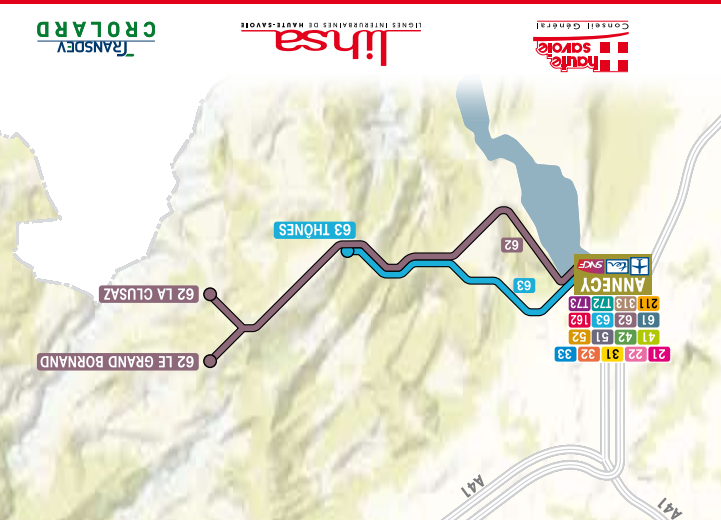 A41
A41
21 22 31 32 33
41 42 51 52
61 62 63 162
211 313 T72 T73
ANNECY
ter SNCF
62 LE GRAND BORNAND
62 LA CLUSAZ
63
62
63 THÔNES
haute
savoie
Conseil Général
lihsa
LIGNES INTERURBAINES DE HAUTE-SAVOIE
TRANSDEV
CROLARD